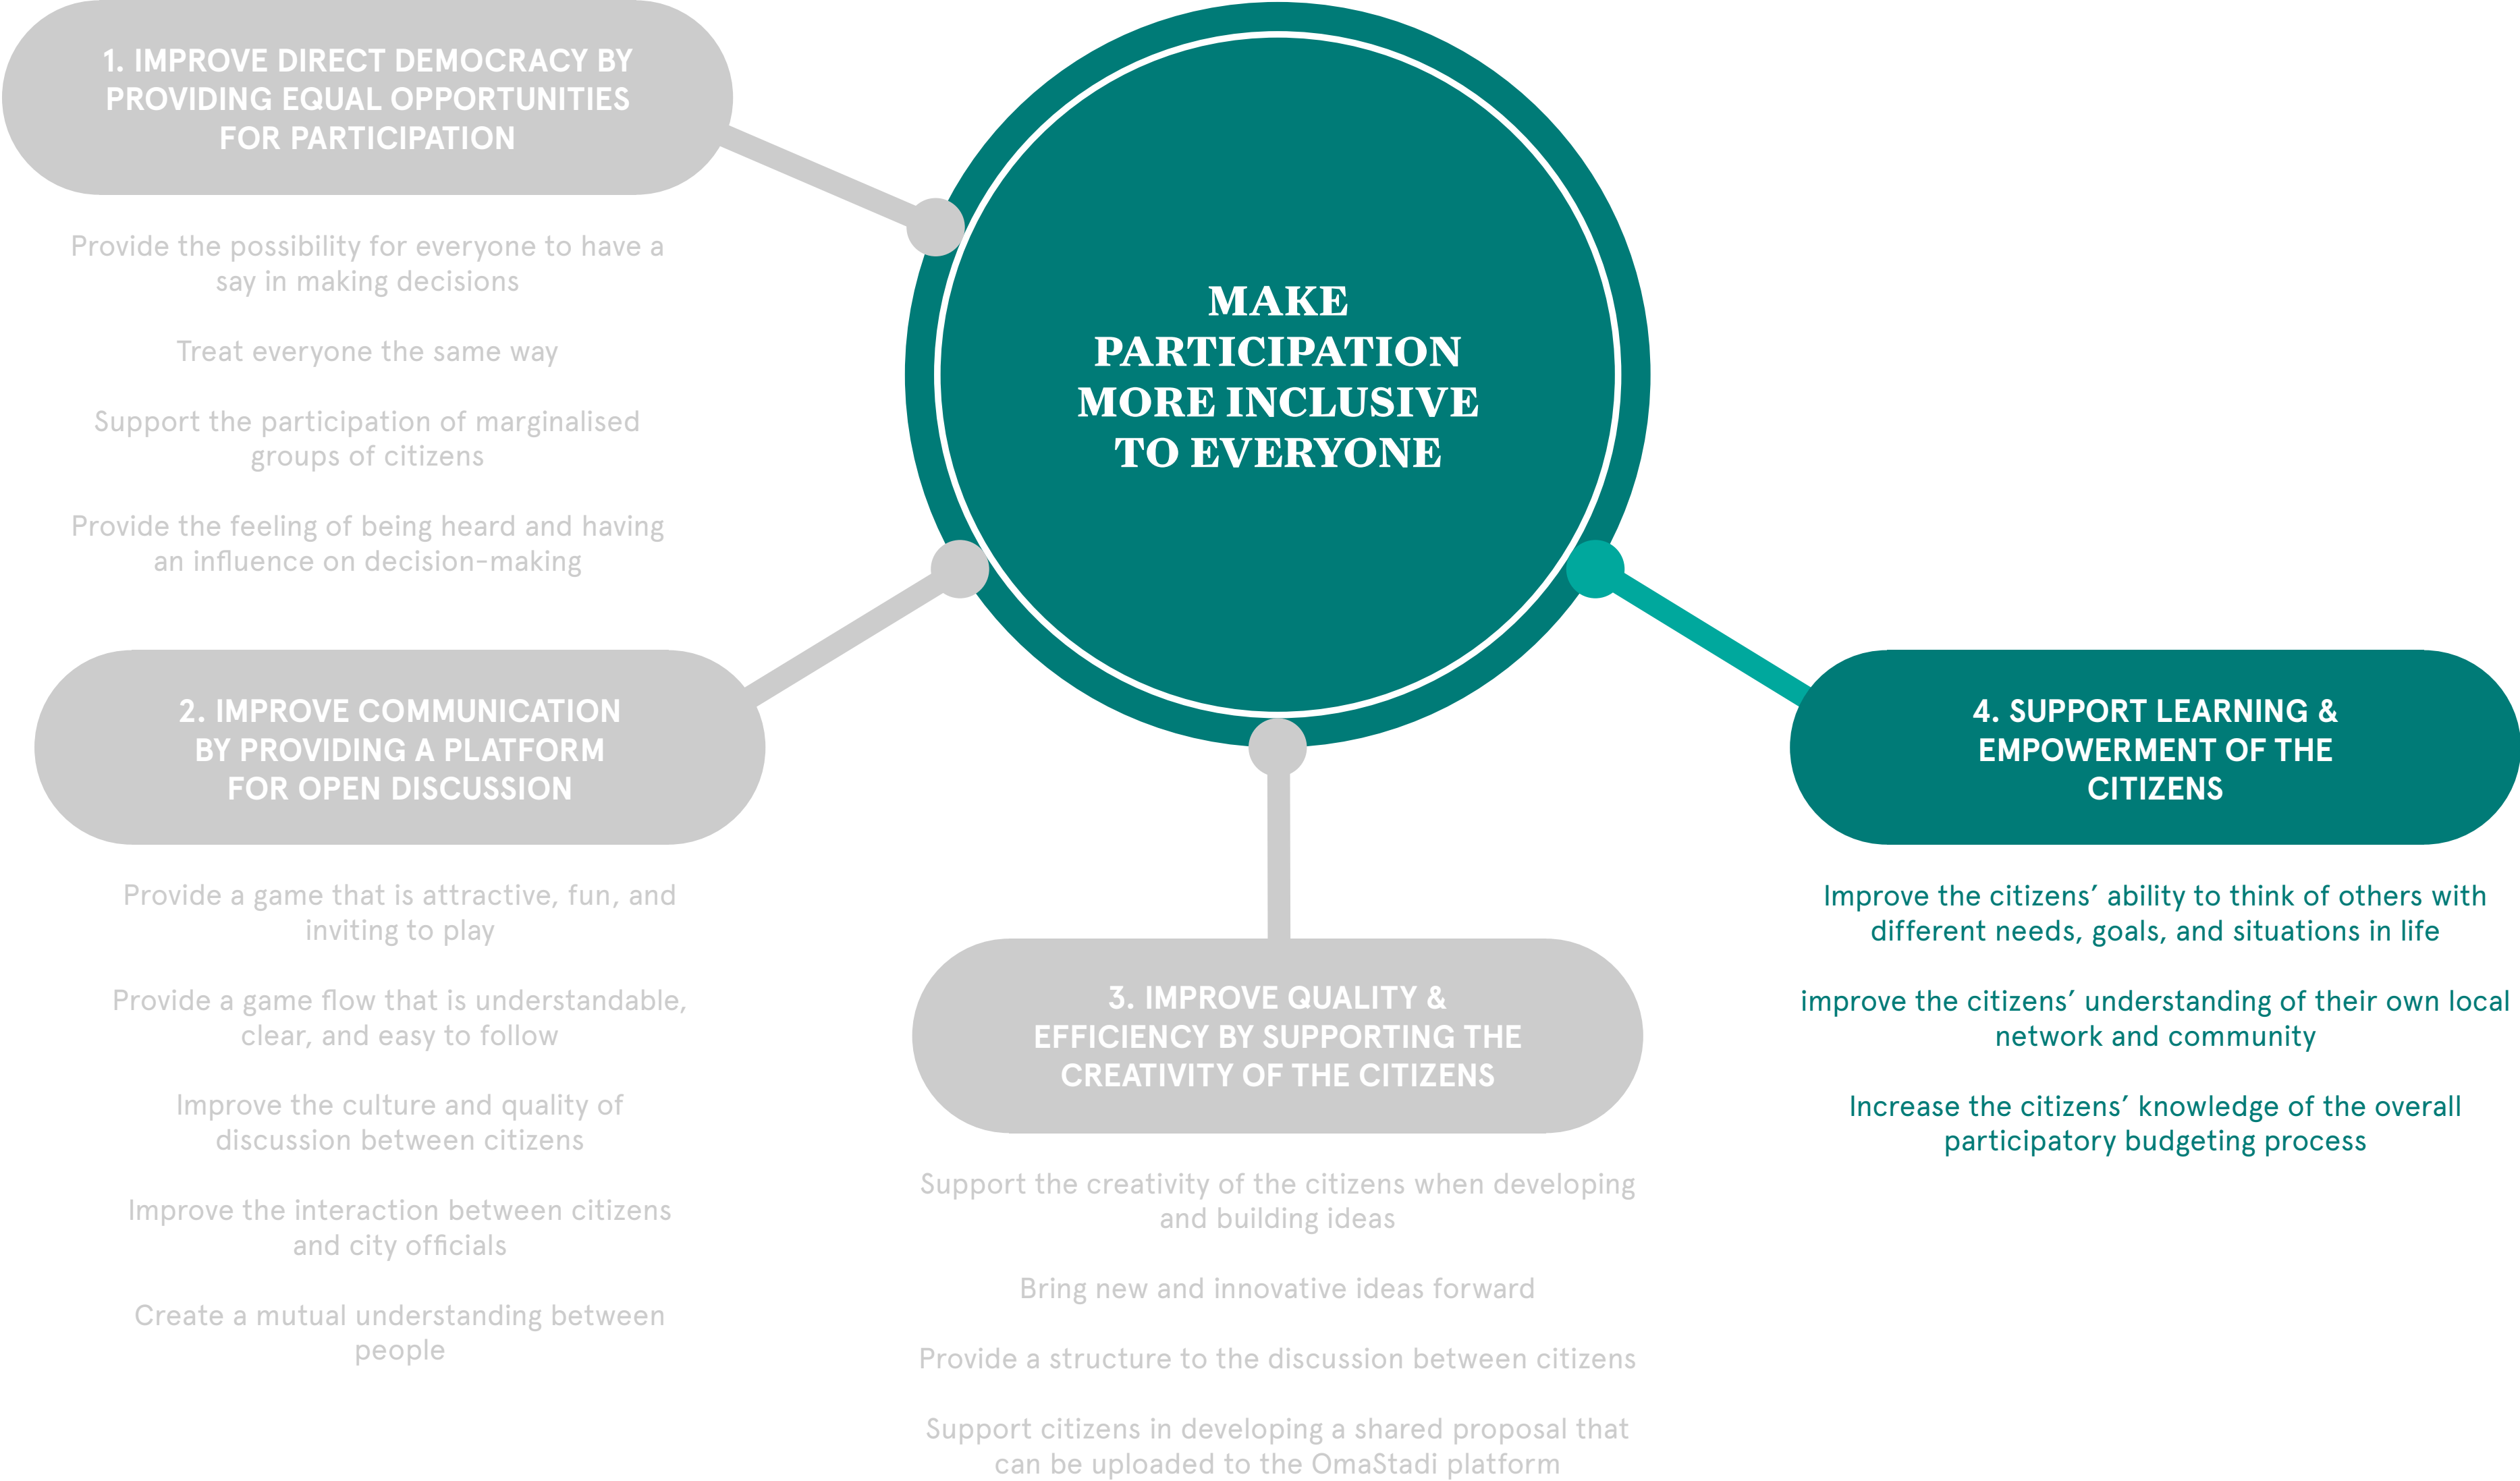 1. IMPROVE DIRECT DEMOCRACY BY
PROVIDING EQUAL OPPORTUNITIES
FOR PARTICIPATION
Provide the possibility for everyone to have a
say in making decisions
Treat everyone the same way
Support the participation of marginalised
groups of citizens
Provide the feeling of being heard and having
an influence on decision-making
MAKE
PARTICIPATION
MORE INCLUSIVE
TO EVERYONE
2. IMPROVE COMMUNICATION
BY PROVIDING A PLATFORM
FOR OPEN DISCUSSION
Provide a game that is attractive, fun, and
inviting to play
Provide a game flow that is understandable,
clear, and easy to follow
Improve the culture and quality of
discussion between citizens
Improve the interaction between citizens
and city officials
Create a mutual understanding between
people
3. IMPROVE QUALITY &
EFFICIENCY BY SUPPORTING THE
CREATIVITY OF THE CITIZENS
Support the creativity of the citizens when developing
and building ideas
Bring new and innovative ideas forward
Provide a structure to the discussion between citizens
Support citizens in developing a shared proposal that
can be uploaded to the OmaStadi platform
4. SUPPORT LEARNING &
EMPOWERMENT OF THE
CITIZENS
Improve the citizens’ ability to think of others with
different needs, goals, and situations in life
improve the citizens’ understanding of their own local
network and community
Increase the citizens’ knowledge of the overall
participatory budgeting process